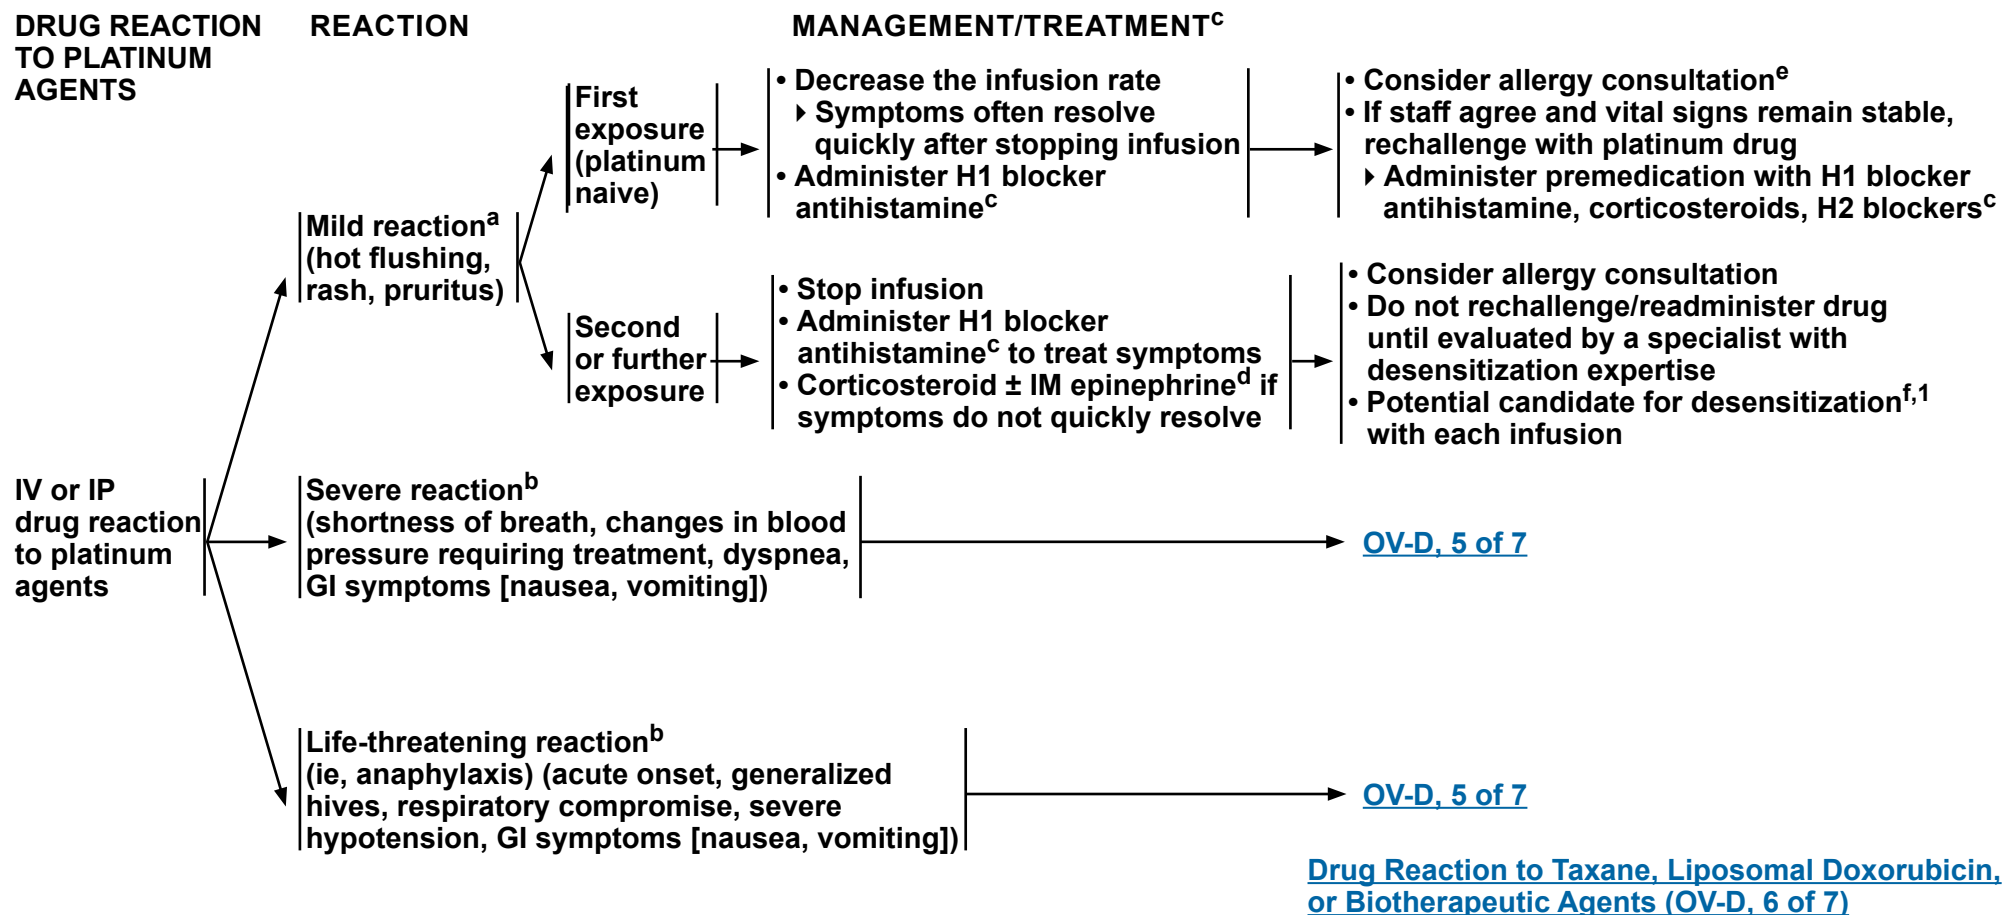 DRUG REACTION
TO PLATINUM
AGENTS
REACTION
MANAGEMENT/TREATMENTc
First
exposure
(platinum
naive)
• Decrease the infusion rate
▸ Symptoms often resolve
quickly after stopping infusion
• Administer H1 blocker
antihistaminec
• Consider allergy consultatione
• If staff agree and vital signs remain stable,
rechallenge with platinum drug
▸ Administer premedication with H1 blocker
antihistamine, corticosteroids, H2 blockersc
Mild reactiona
(hot flushing,
rash, pruritus)
Second
or further
exposure
• Stop infusion
• Administer H1 blocker
antihistaminec to treat symptoms
• Corticosteroid ± IM epinephrined if
symptoms do not quickly resolve
• Consider allergy consultation
• Do not rechallenge/readminister drug
until evaluated by a specialist with
desensitization expertise
• Potential candidate for desensitizationf,1
with each infusion
IV or IP
drug reaction
to platinum
agents
Severe reactionb
(shortness of breath, changes in blood
pressure requiring treatment, dyspnea,
GI symptoms [nausea, vomiting])
OV-D, 5 of 7
Life-threatening reactionb
(ie, anaphylaxis) (acute onset, generalized
hives, respiratory compromise, severe
hypotension, GI symptoms [nausea, vomiting])
OV-D, 5 of 7
Drug Reaction to Taxane, Liposomal Doxorubicin,
or Biotherapeutic Agents (OV-D, 6 of 7)